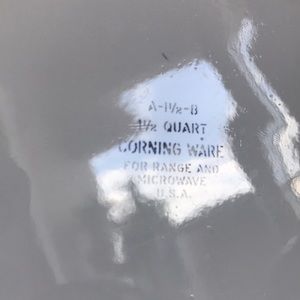 A-1½-B
1½ QUART
CORNING WARE
FOR RANGE AND
MICROWAVE
U.S.A.